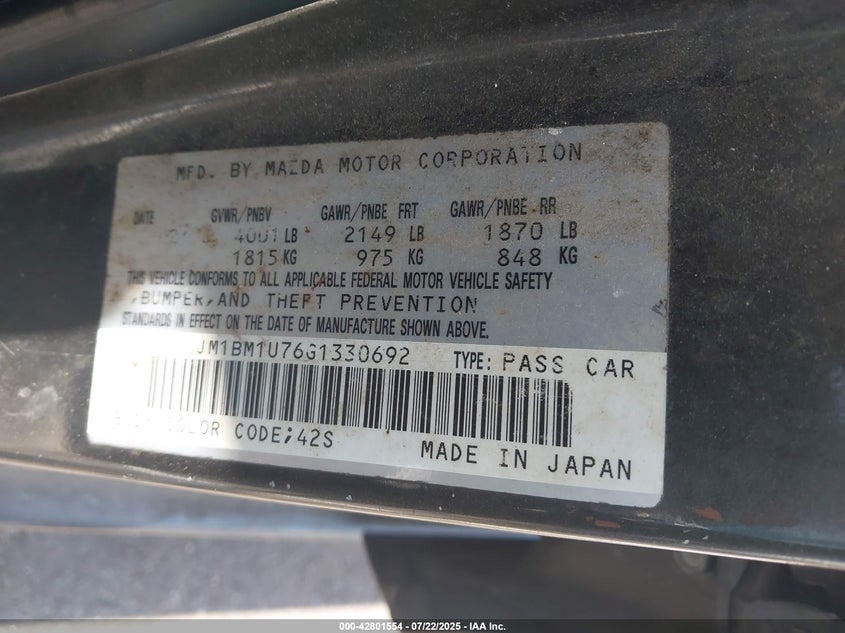 MFD. BY MAZDA MOTOR CORPORATION
DATE GVWR/PNBV GAWR/PNBE FRT GAWR/PNBE RR
4001 LB 2149 LB 1870 LB
1815 KG 975 KG 848 KG
THIS VEHICLE CONFORMS TO ALL APPLICABLE FEDERAL MOTOR VEHICLE SAFETY
,BUMPER,AND THEFT PREVENTION
STANDARDS IN EFFECT ON THE DATE OF MANUFACTURE SHOWN ABOVE.
JM1BM1U76G1330692 TYPE: PASS CAR
COLOR CODE;42S
MADE IN JAPAN
000-42801554 - 07/22/2025 - IAA Inc.